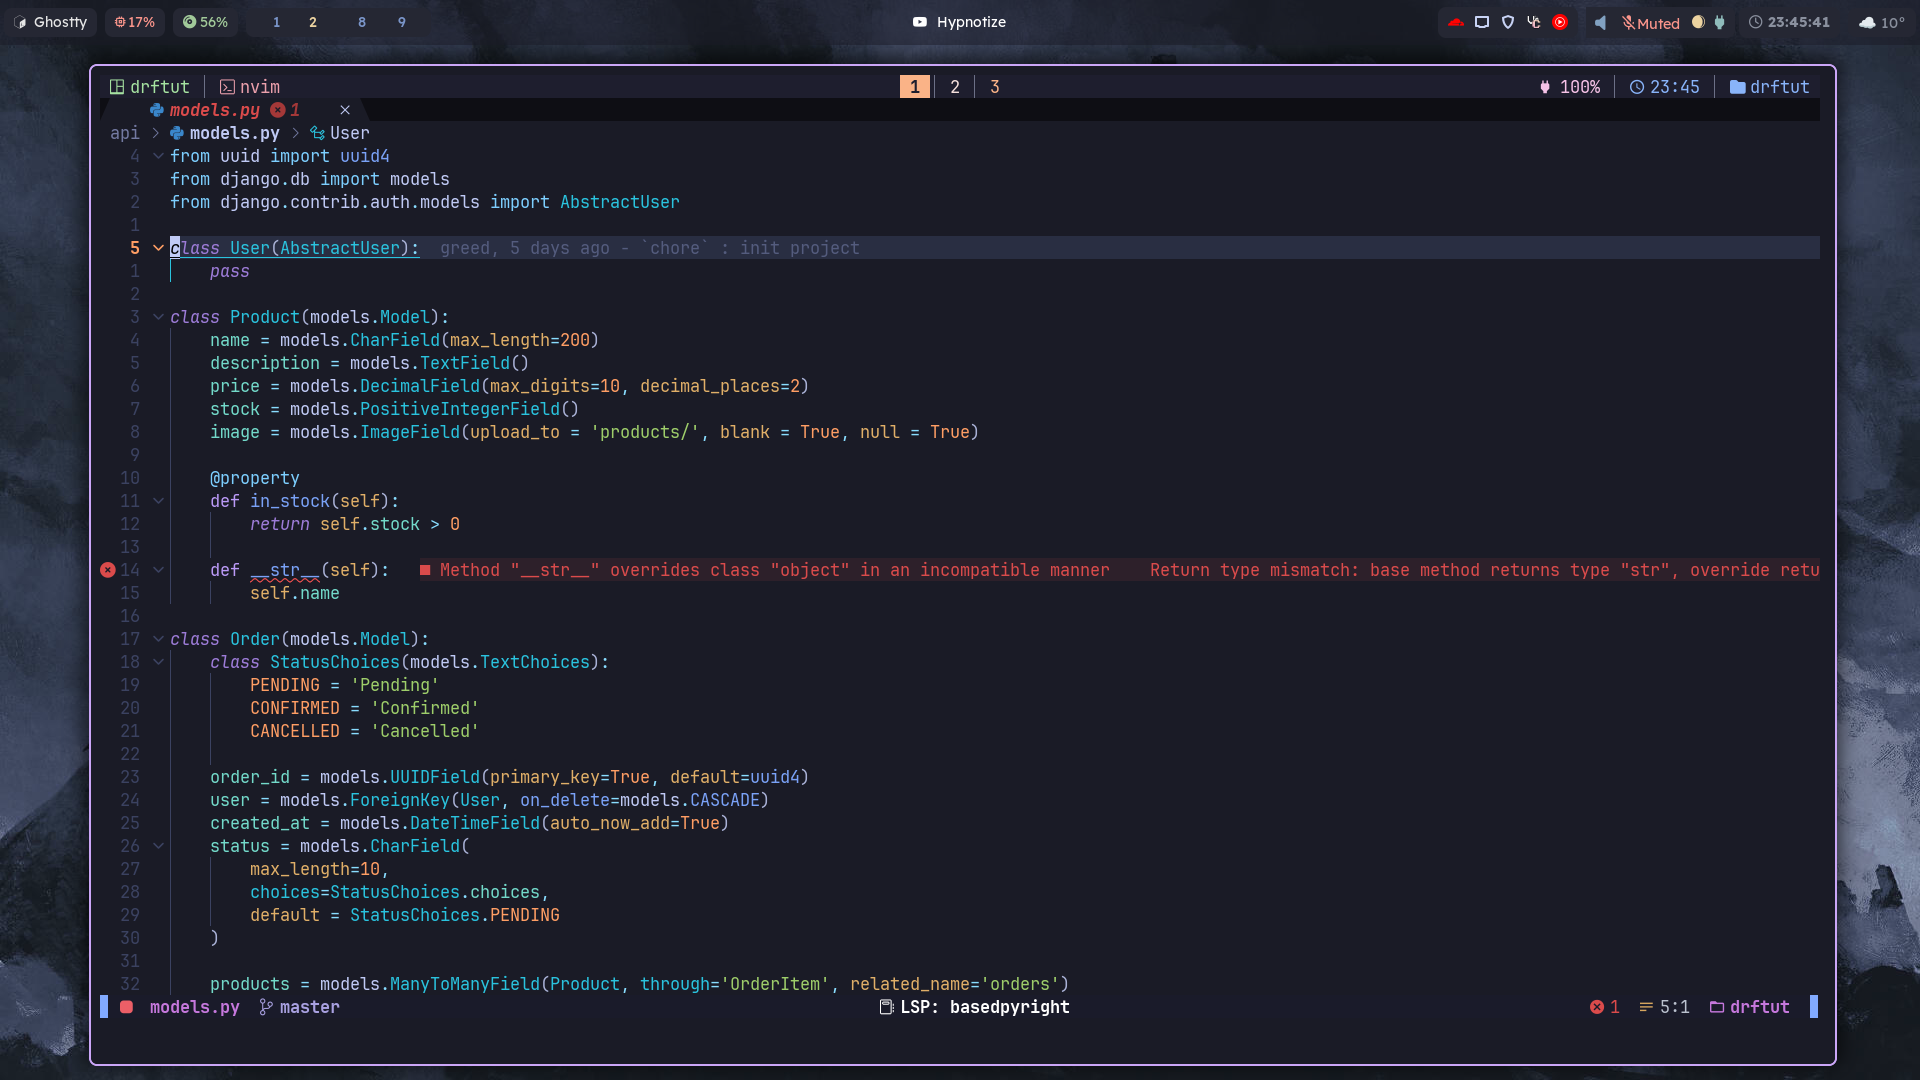 Ghostty 17% 56% 1 2 8 9 Hypnotize Muted 23:45:41 10°
drftut nvim 1 2 3 100% 23:45 drftut
models.py 1 ×
api > models.py > User
4 from uuid import uuid4
3 from django.db import models
2 from django.contrib.auth.models import AbstractUser
1
5 class User(AbstractUser): greed, 5 days ago - `chore` : init project
1 pass
2
3 class Product(models.Model):
4 name = models.CharField(max_length=200)
5 description = models.TextField()
6 price = models.DecimalField(max_digits=10, decimal_places=2)
7 stock = models.PositiveIntegerField()
8 image = models.ImageField(upload_to = 'products/', blank = True, null = True)
9
10 @property
11 def in_stock(self):
12 return self.stock > 0
13
14 def __str__(self): ■ Method "__str__" overrides class "object" in an incompatible manner Return type mismatch: base method returns type "str", override retu
15 self.name
16
17 class Order(models.Model):
18 class StatusChoices(models.TextChoices):
19 PENDING = 'Pending'
20 CONFIRMED = 'Confirmed'
21 CANCELLED = 'Cancelled'
22
23 order_id = models.UUIDField(primary_key=True, default=uuid4)
24 user = models.ForeignKey(User, on_delete=models.CASCADE)
25 created_at = models.DateTimeField(auto_now_add=True)
26 status = models.CharField(
27 max_length=10,
28 choices=StatusChoices.choices,
29 default = StatusChoices.PENDING
30 )
31
32 products = models.ManyToManyField(Product, through='OrderItem', related_name='orders')
models.py master LSP: basedpyright 1 5:1 drftut